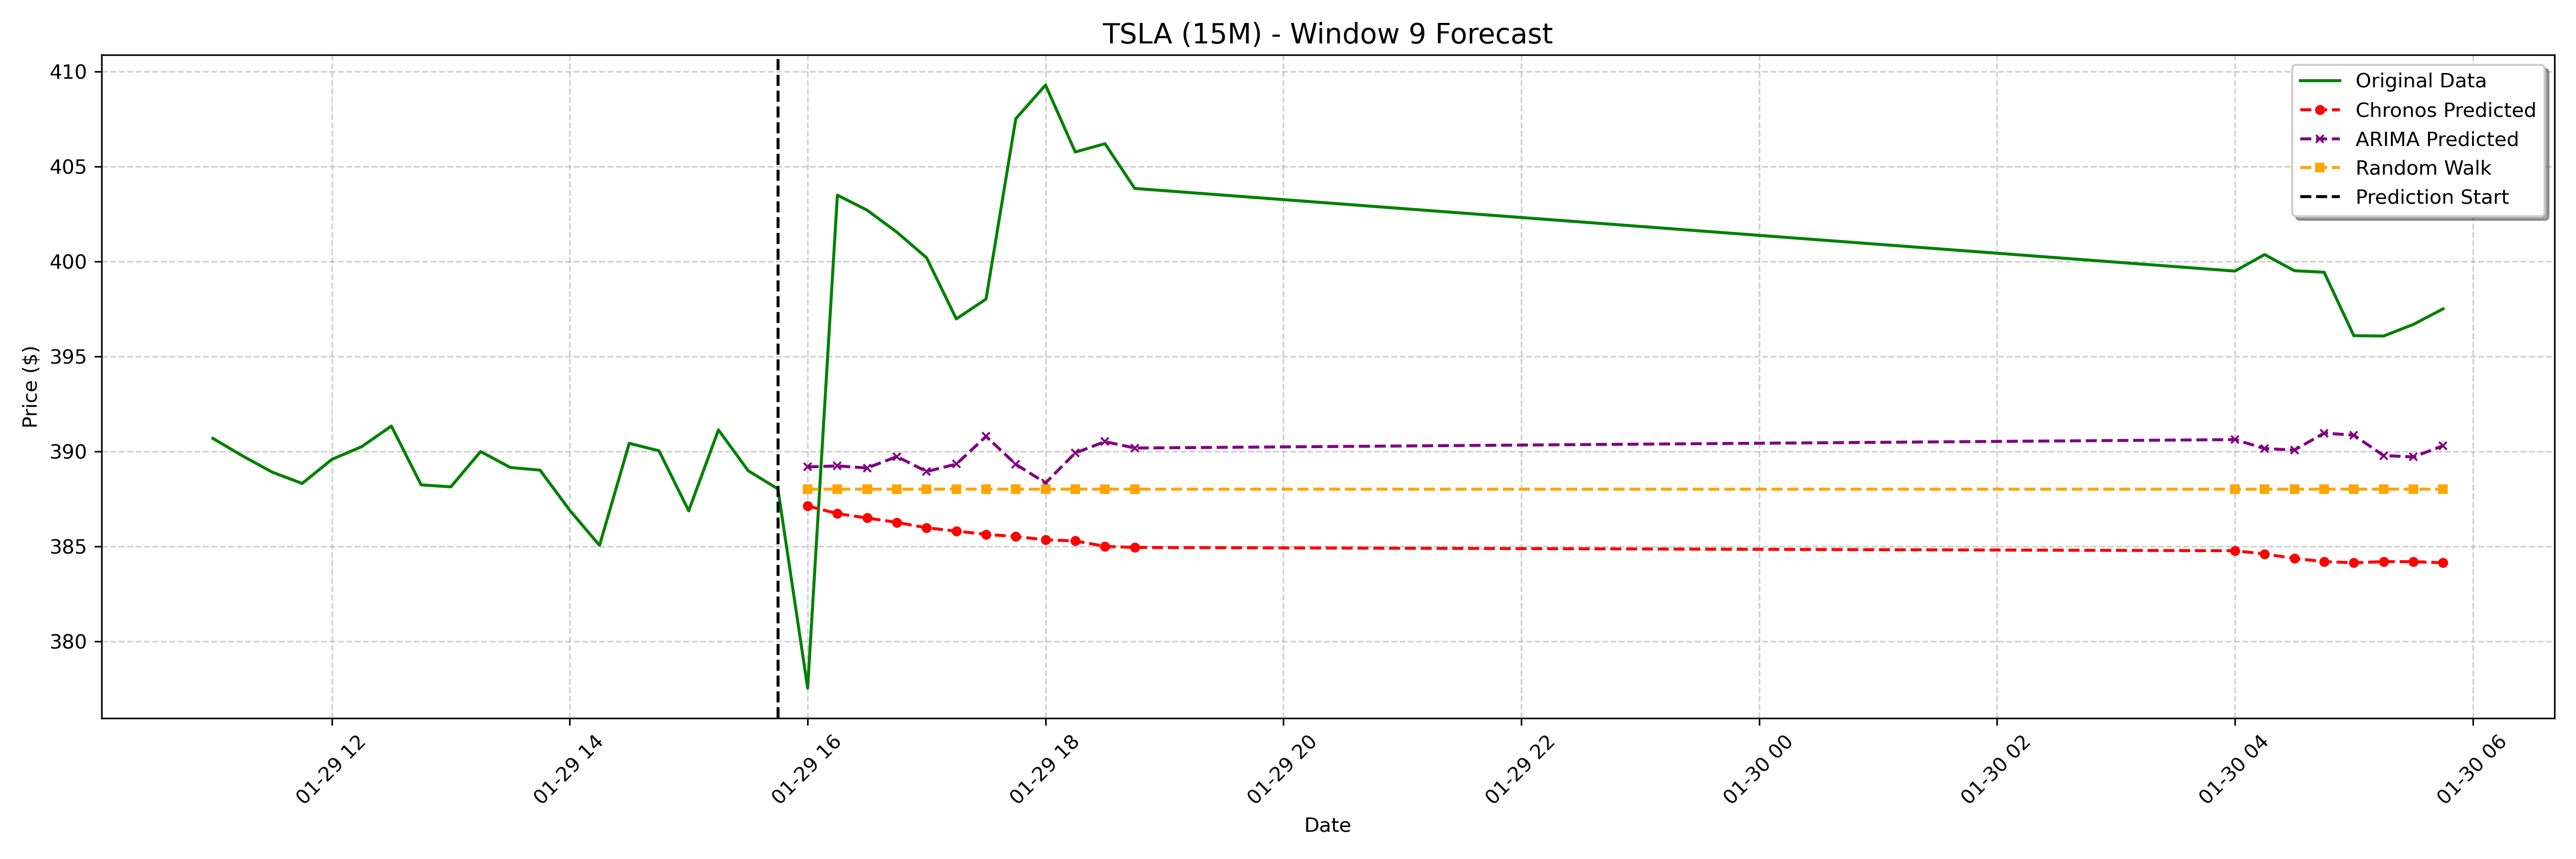 TSLA (15M) - Window 9 Forecast
Original Data
Chronos Predicted
ARIMA Predicted
Random Walk
Prediction Start
Price ($)
410
405
400
395
390
385
380
01-29 12
01-29 14
01-29 16
01-29 18
01-29 20
01-29 22
01-30 00
01-30 02
01-30 04
01-30 06
Date